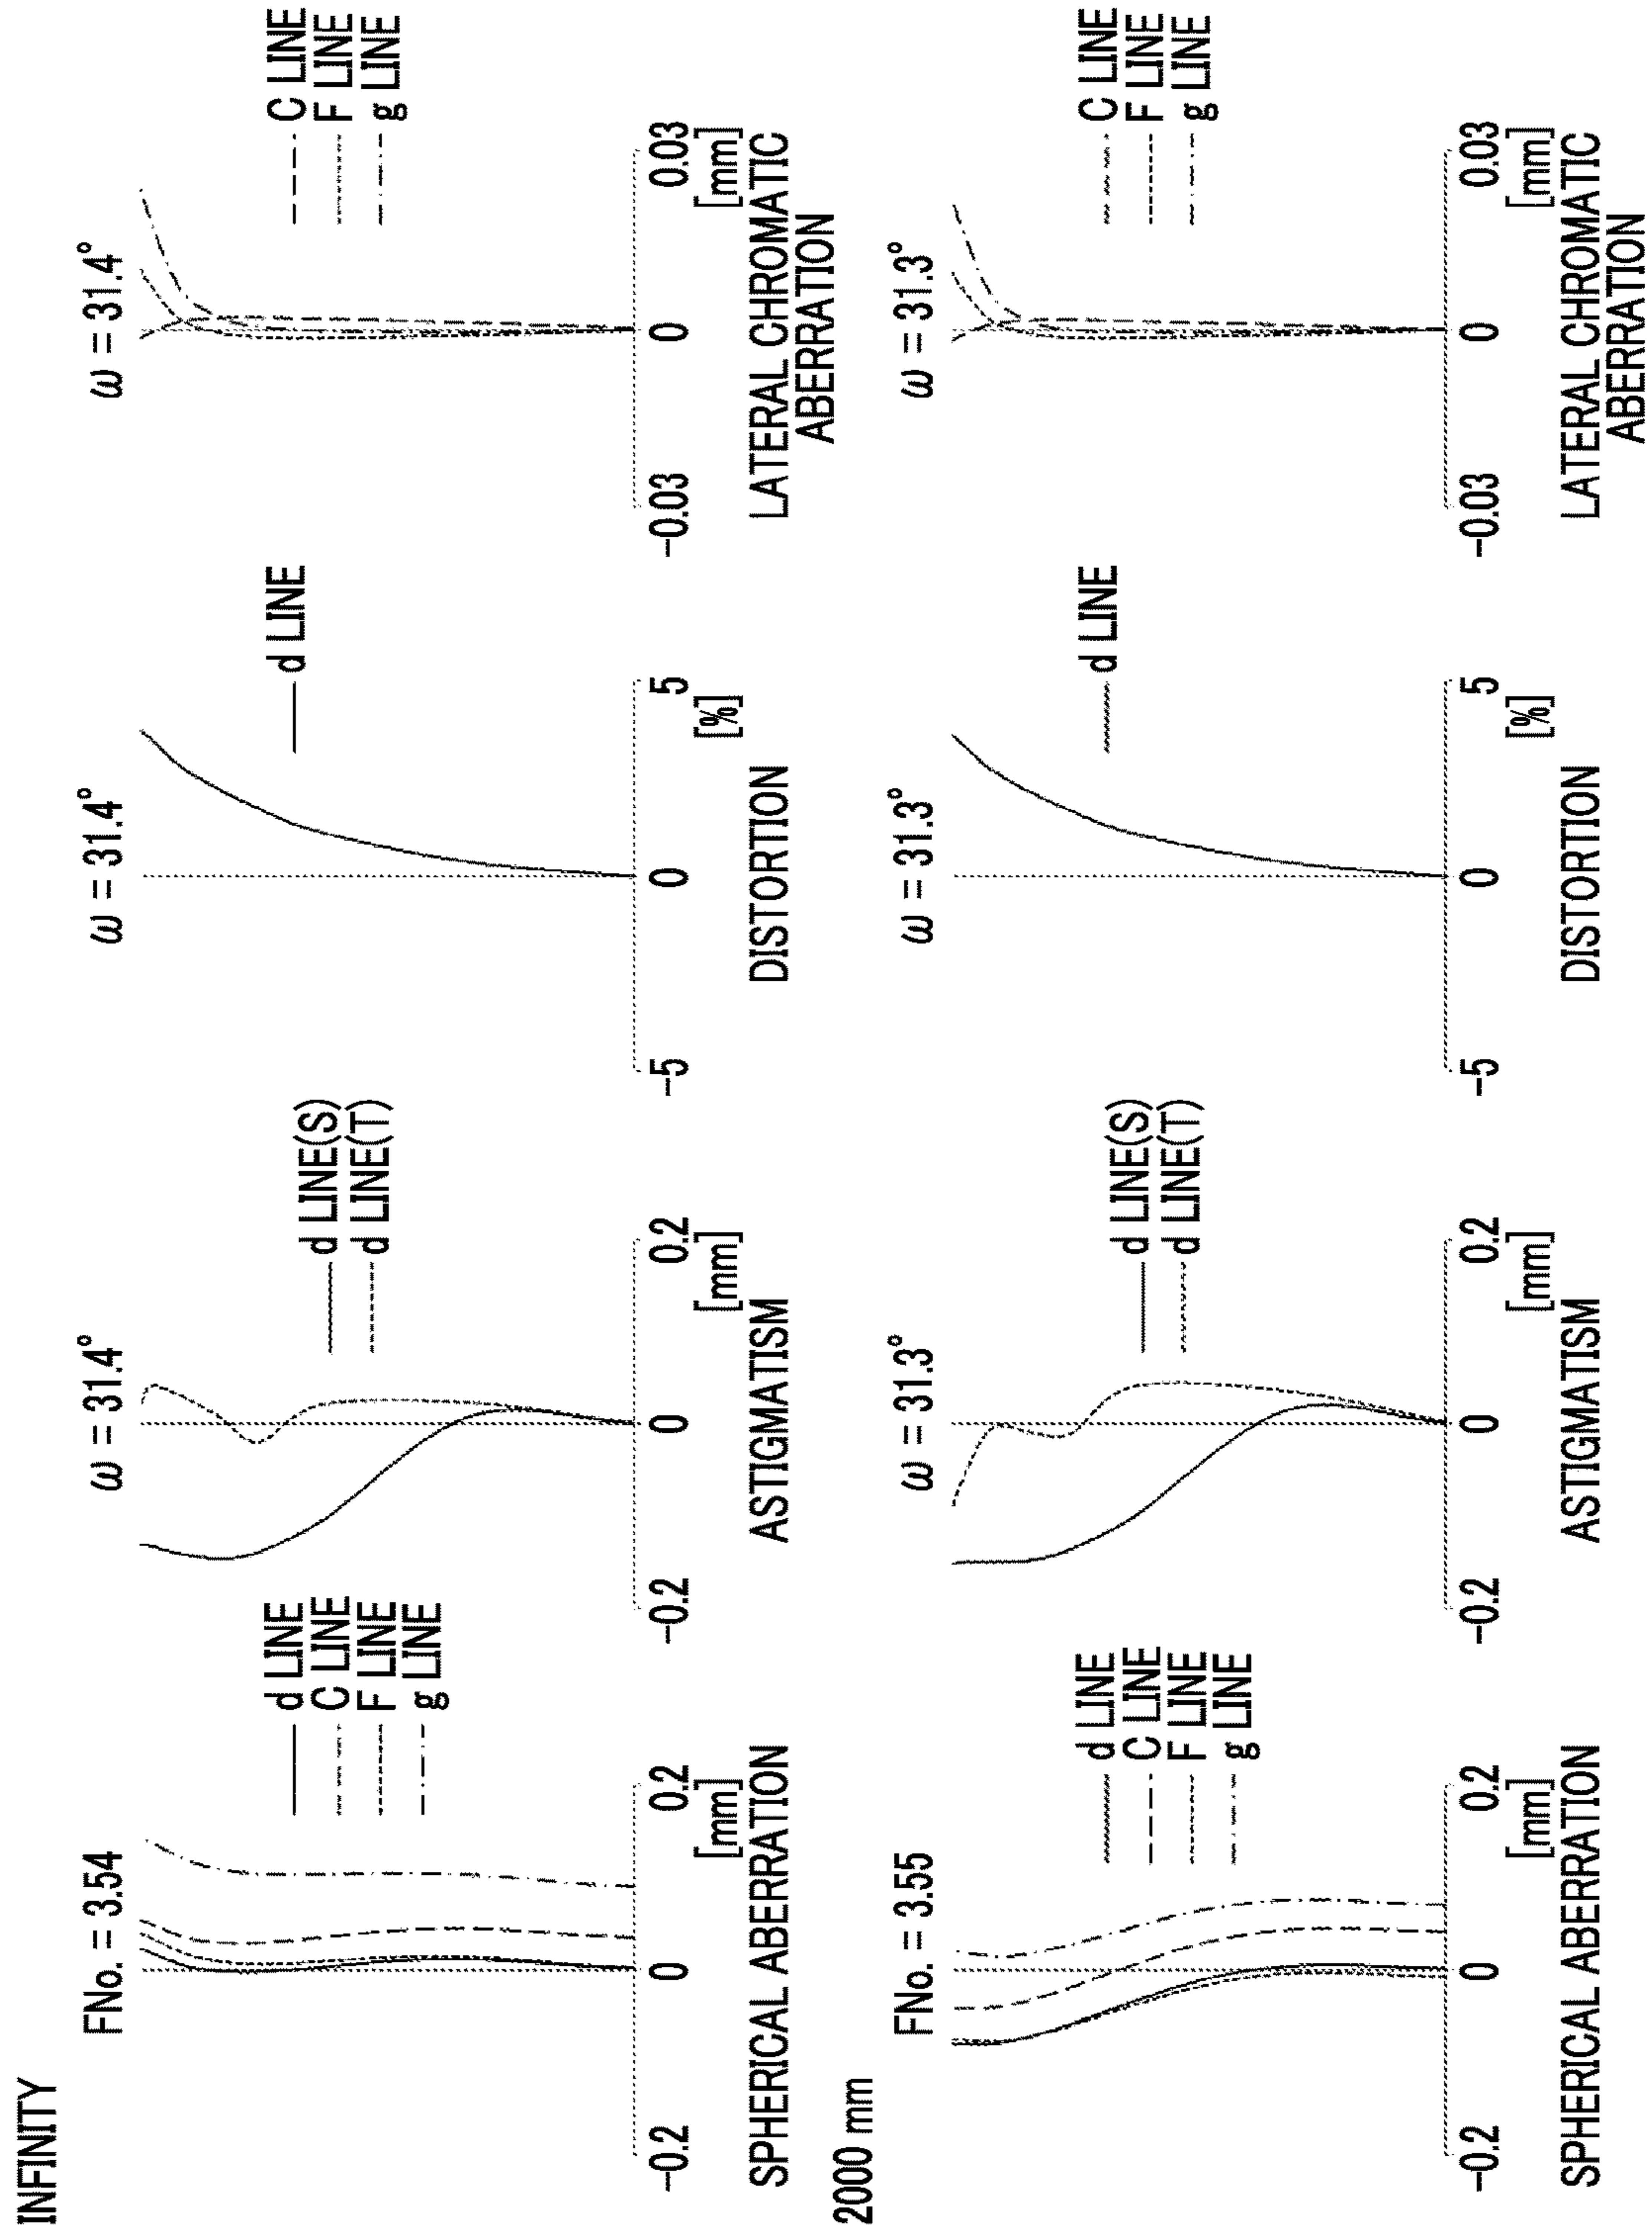 INFINITY
FNo. = 3.54
d LINE
C LINE
F LINE
g LINE
-0.2 0 0.2
[mm]
SPHERICAL ABERRATION
ω = 31.4°
d LINE(S)
d LINE(T)
-0.2 0 0.2
[mm]
ASTIGMATISM
ω = 31.4°
d LINE
-5 0 5
[%]
DISTORTION
ω = 31.4°
C LINE
F LINE
g LINE
-0.03 0 0.03
[mm]
LATERAL CHROMATIC
ABERRATION
2000 mm
FNo. = 3.55
d LINE
C LINE
F LINE
g LINE
-0.2 0 0.2
[mm]
SPHERICAL ABERRATION
ω = 31.3°
d LINE(S)
d LINE(T)
-0.2 0 0.2
[mm]
ASTIGMATISM
ω = 31.3°
d LINE
-5 0 5
[%]
DISTORTION
ω = 31.3°
C LINE
F LINE
g LINE
-0.03 0 0.03
[mm]
LATERAL CHROMATIC
ABERRATION